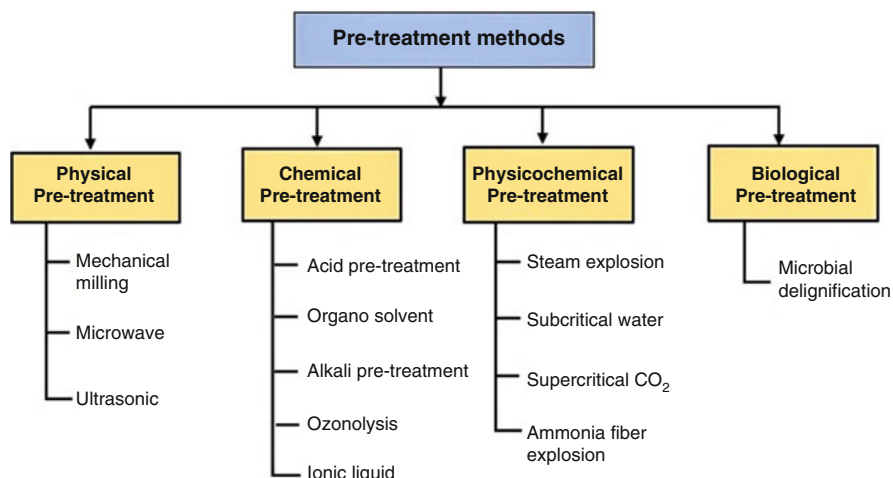 Pre-treatment methods
Physical
Pre-treatment
Mechanical
milling
Microwave
Ultrasonic
Chemical
Pre-treatment
Acid pre-treatment
Organo solvent
Alkali pre-treatment
Ozonolysis
Ionic liquid
Physicochemical
Pre-treatment
Steam explosion
Subcritical water
Supercritical CO₂
Ammonia fiber
explosion
Biological
Pre-treatment
Microbial
delignification